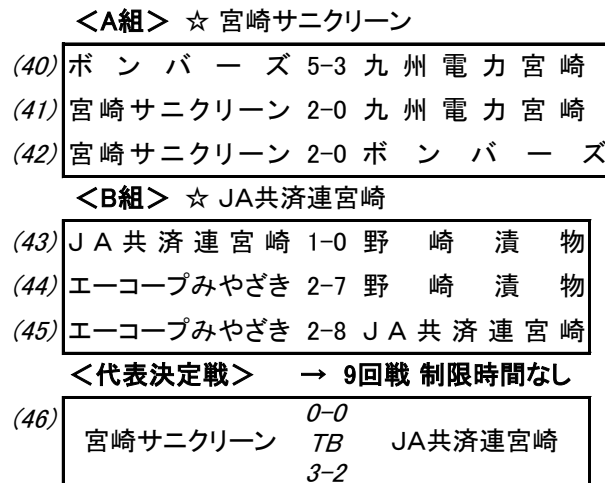 ＜A組＞ ☆ 宮崎サニクリーン
(40) ボンバーズ 5-3 九州電力宮崎
(41) 宮崎サニクリーン 2-0 九州電力宮崎
(42) 宮崎サニクリーン 2-0 ボンバーズ
＜B組＞ ☆ JA共済連宮崎
(43) JA共済連宮崎 1-0 野崎漬物
(44) エーコープみやざき 2-7 野崎漬物
(45) エーコープみやざき 2-8 JA共済連宮崎
＜代表決定戦＞ → 9回戦 制限時間なし
(46) 0-0
宮崎サニクリーン TB JA共済連宮崎
3-2